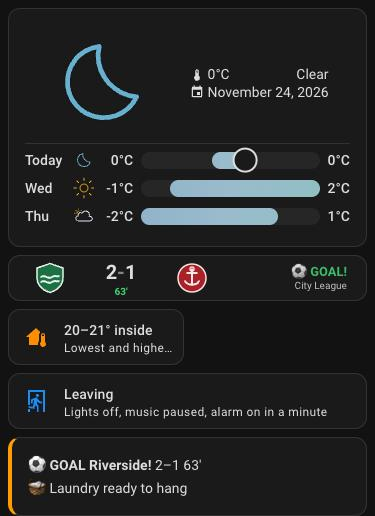 0°C Clear
November 24, 2026
Today 0°C 0°C
Wed -1°C 2°C
Thu -2°C 1°C
2-1 ⚽ GOAL!
63' City League
20–21° inside
Lowest and highe…
Leaving
Lights off, music paused, alarm on in a minute
⚽ GOAL Riverside! 2–1 63'
🧺 Laundry ready to hang